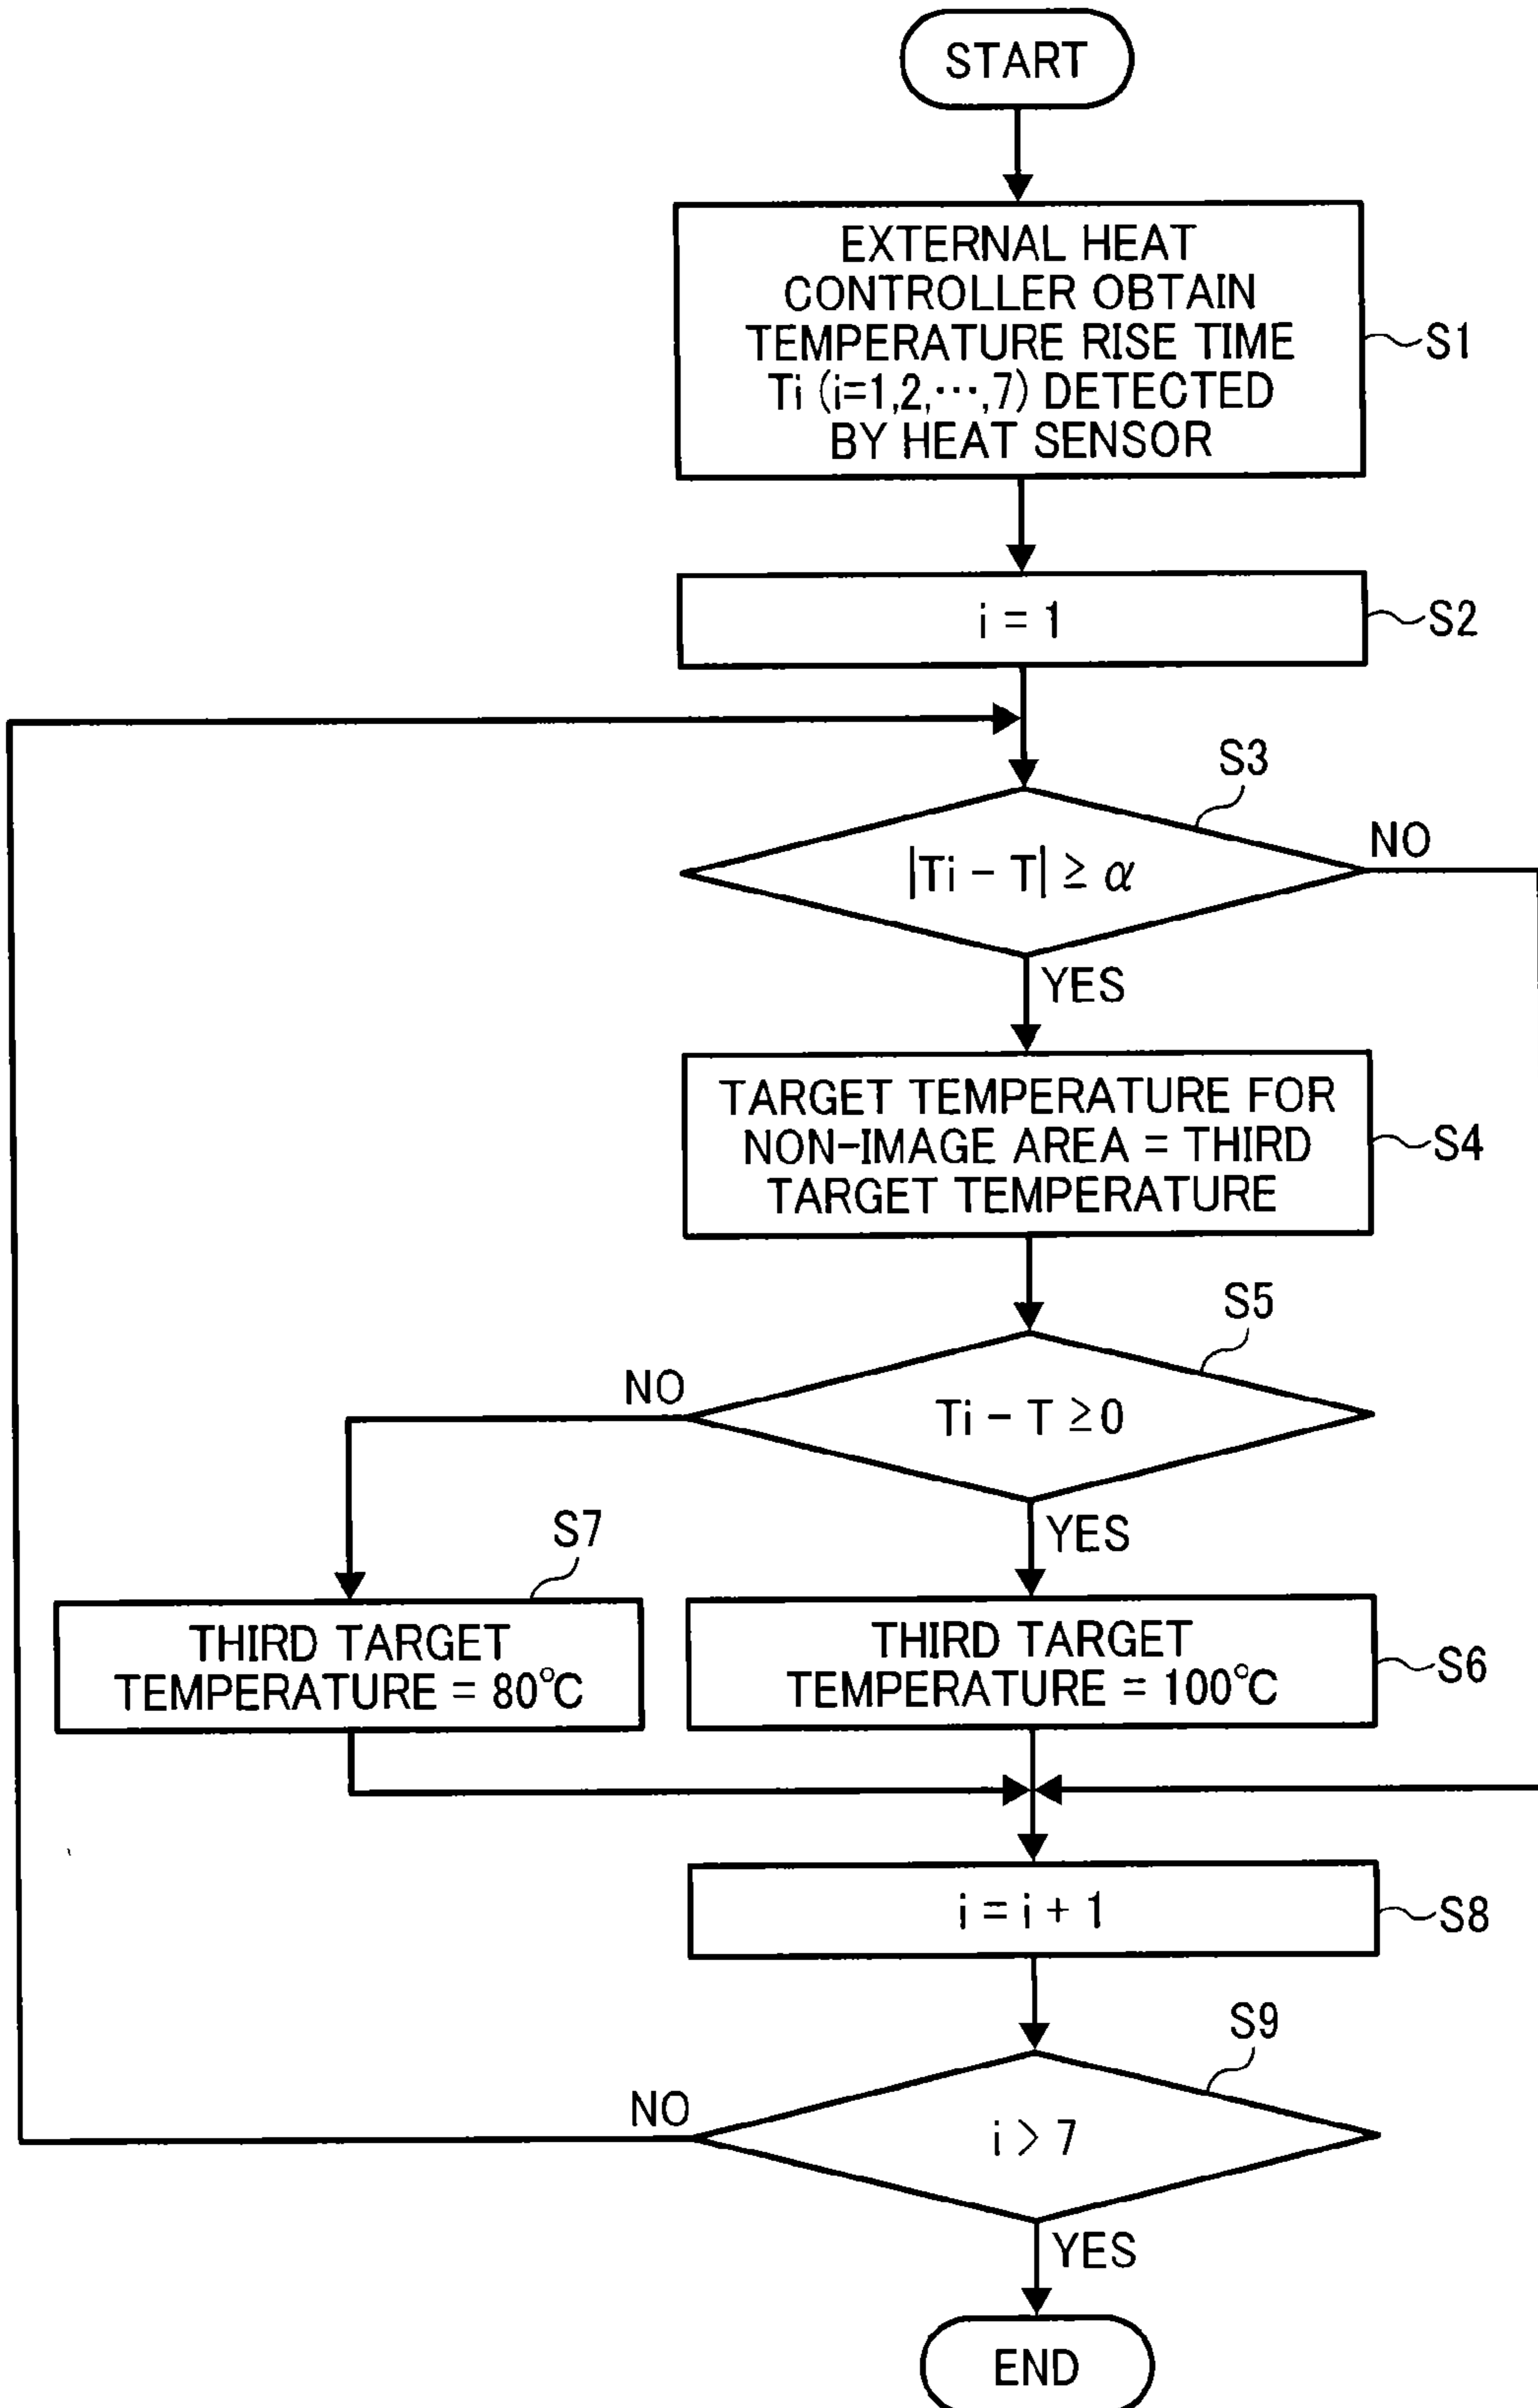 START
EXTERNAL HEAT
CONTROLLER OBTAIN
TEMPERATURE RISE TIME
Ti (i=1,2,⋯,7) DETECTED
BY HEAT SENSOR
S1
i = 1
S2
S3
|Ti − T| ≥ α
NO
YES
TARGET TEMPERATURE FOR
NON-IMAGE AREA = THIRD
TARGET TEMPERATURE
S4
S5
Ti − T ≥0
NO
YES
S7
THIRD TARGET
TEMPERATURE = 80°C
THIRD TARGET
TEMPERATURE = 100°C
S6
i = i + 1
S8
S9
i > 7
NO
YES
END